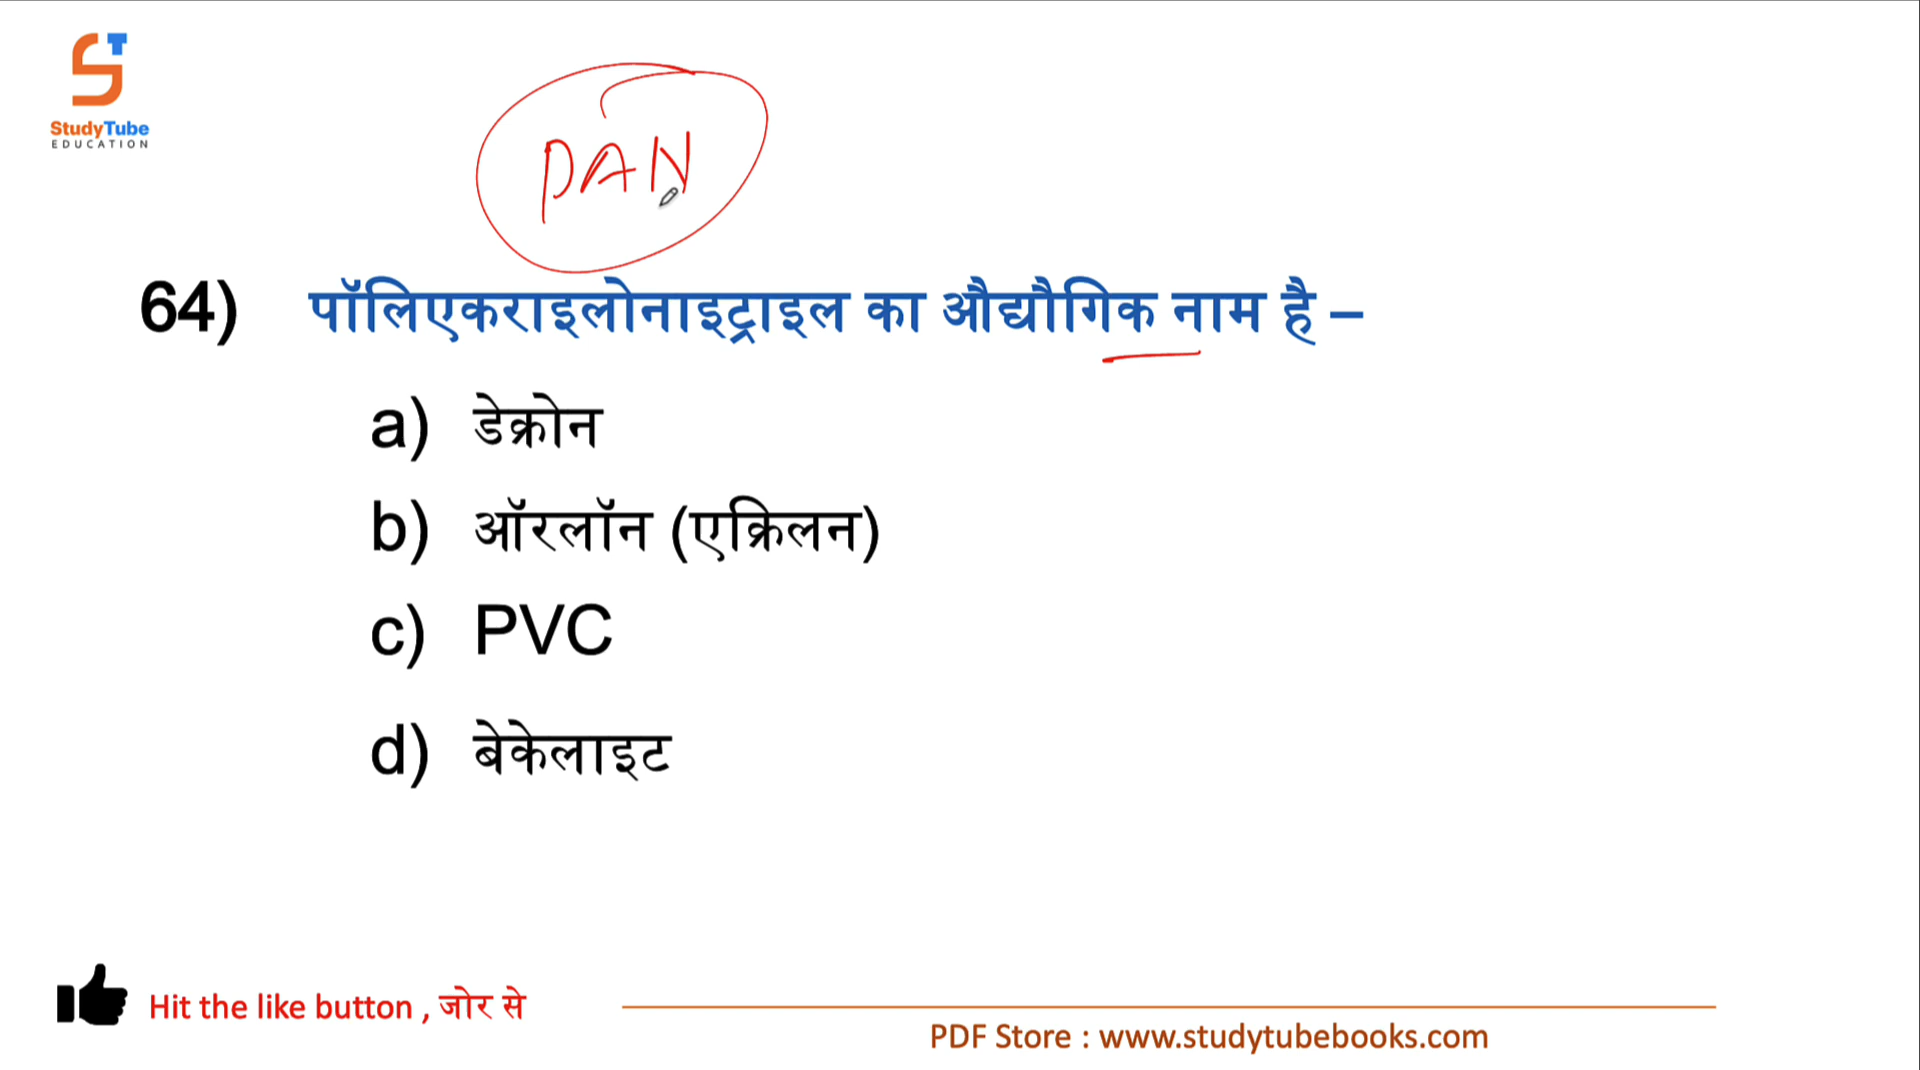 StudyTube
EDUCATION
PAN
64) पॉलिएकराइलोनाइट्राइल का औद्यौगिक नाम है –
a) डेक्रोन
b) ऑरलॉन (एक्रिलन)
c) PVC
d) बेकेलाइट
Hit the like button , जोर से
PDF Store : www.studytubebooks.com